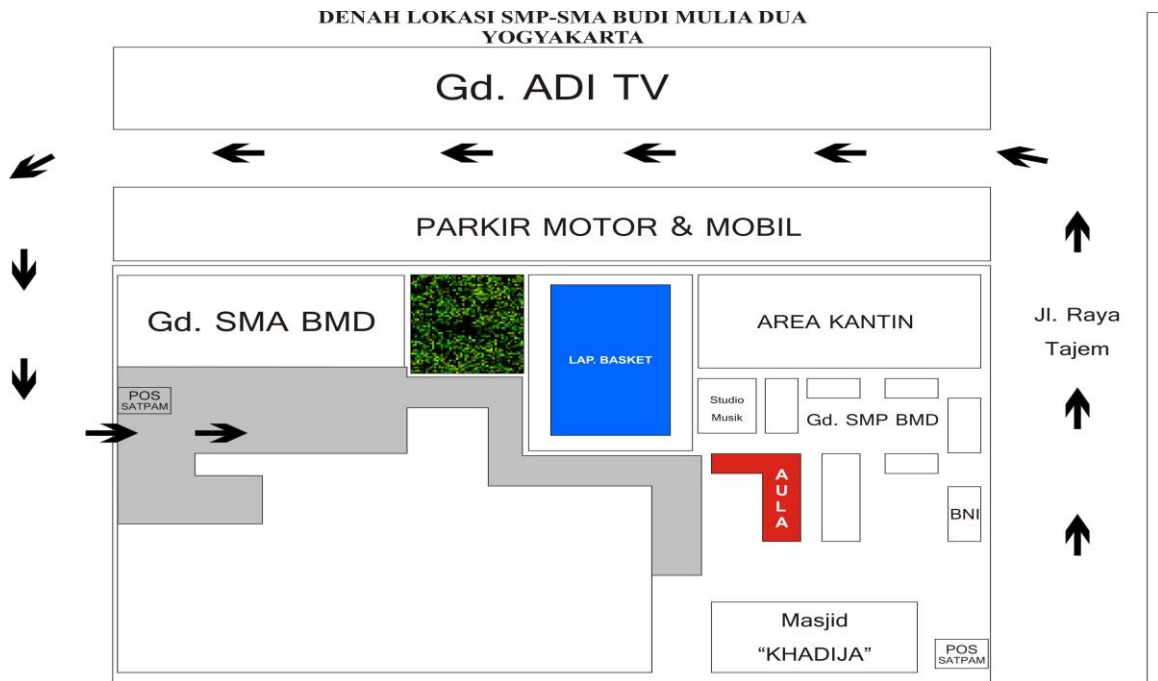 DENAH LOKASI SMP-SMA BUDI MULIA DUA
YOGYAKARTA
Gd. ADI TV
PARKIR MOTOR & MOBIL
Gd. SMA BMD
LAP. BASKET
AREA KANTIN
Jl. Raya
Tajem
POS
SATPAM
Studio
Musik
Gd. SMP BMD
AULA
BNI
Masjid
“KHADIJA”
POS
SATPAM